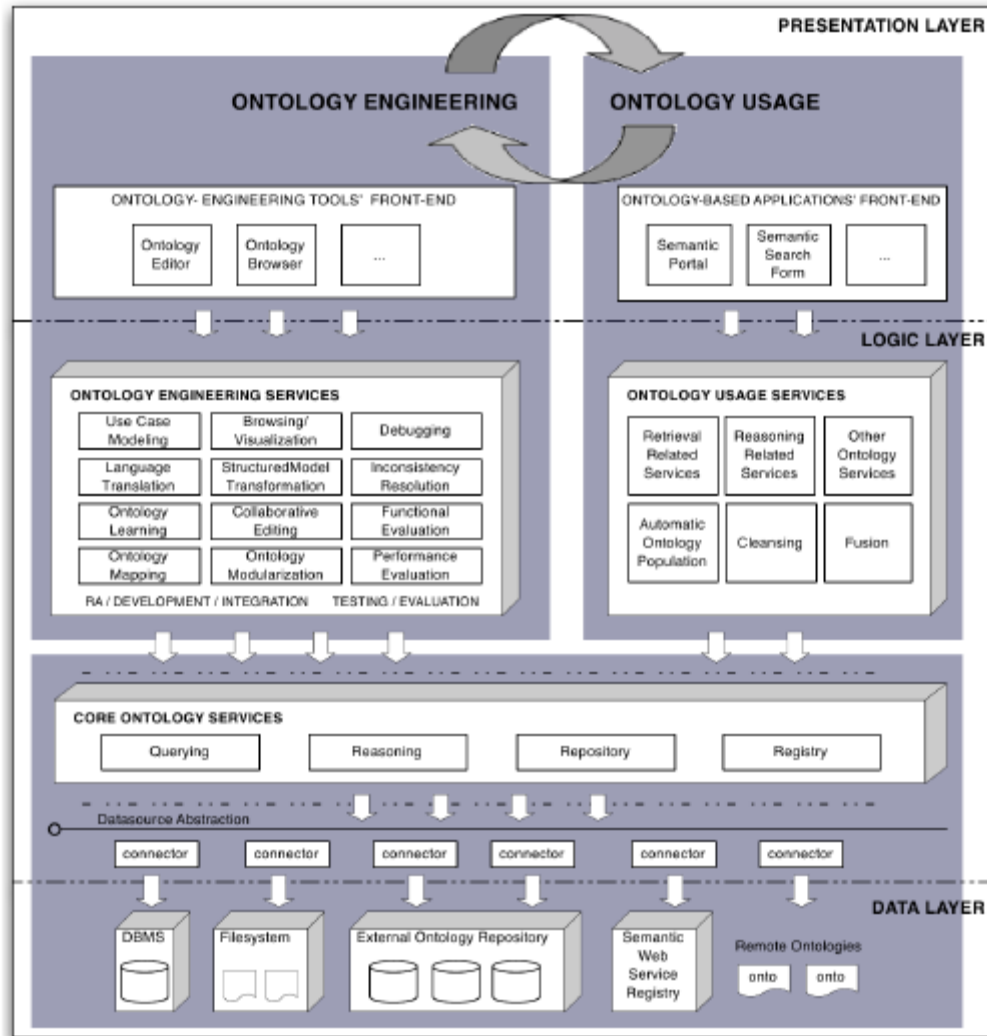 PRESENTATION LAYER
ONTOLOGY ENGINEERING
ONTOLOGY USAGE
ONTOLOGY- ENGINEERING TOOLS' FRONT-END
Ontology
Editor
Ontology
Browser
...
ONTOLOGY-BASED APPLICATIONS' FRONT-END
Semantic
Portal
Semantic
Search
Form
...
LOGIC LAYER
ONTOLOGY ENGINEERING SERVICES
Use Case
Modeling
Browsing/
Visualization
Debugging
Language
Translation
StructuredModel
Transformation
Inconsistency
Resolution
Ontology
Learning
Collaborative
Editing
Functional
Evaluation
Ontology
Mapping
Ontology
Modularization
Performance
Evaluation
RA / DEVELOPMENT / INTEGRATION
TESTING / EVALUATION
ONTOLOGY USAGE SERVICES
Retrieval
Related
Services
Reasoning
Related
Services
Other
Ontology
Services
Automatic
Ontology
Population
Cleansing
Fusion
CORE ONTOLOGY SERVICES
Querying
Reasoning
Repository
Registry
Datasource Abstraction
connector
connector
connector
connector
connector
connector
DATA LAYER
DBMS
Filesystem
External Ontology Repository
Semantic
Web
Service
Registry
Remote Ontologies
onto
onto